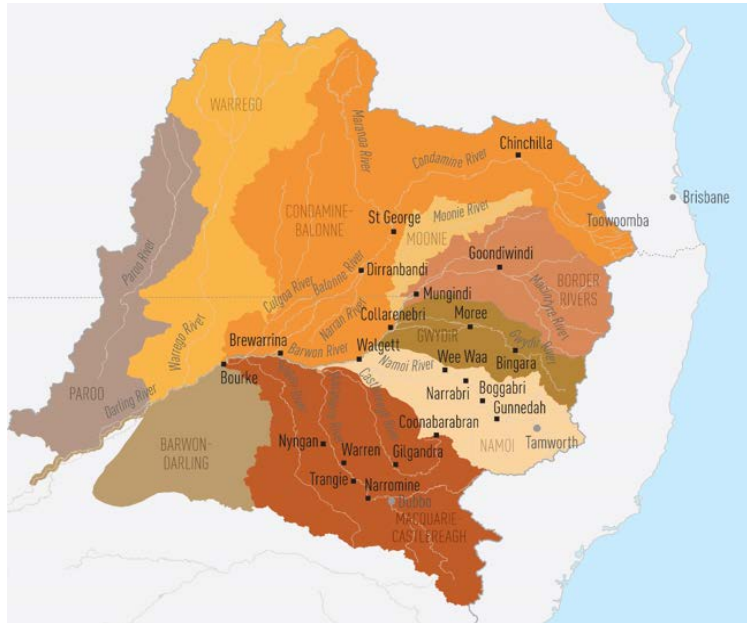 WARREGO
Maranoa River
Condamine River
Chinchilla
Brisbane
Toowoomba
CONDAMINE-
BALONNE
St George
Moonie River
MOONIE
Paroo River
Goondiwindi
Dirranbandi
Balonne River
Culgoa River
BORDER
RIVERS
Macintyre River
Mungindi
Narran River
Collarenebri
Moree
GWYDIR
Gwydir River
Warrego River
Brewarrina
Barwon River
Walgett
Namoi River
Wee Waa
Bingara
Bourke
Castlereagh River
Narrabri
Boggabri
PAROO
Darling River
Gunnedah
Coonabarabran
NAMOI
Tamworth
BARWON-
DARLING
Nyngan
Warren
Gilgandra
Trangie
Narromine
Dubbo
MACQUARIE
CASTLEREAGH